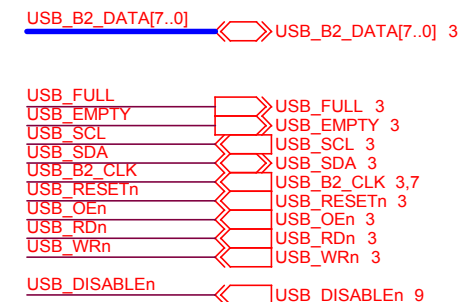 USB_B2_DATA[7..0] USB_B2_DATA[7..0] 3
USB_FULL USB_FULL 3
USB_EMPTY USB_EMPTY 3
USB_SCL USB_SCL 3
USB_SDA USB_SDA 3
USB_B2_CLK USB_B2_CLK 3,7
USB_RESETn USB_RESETn 3
USB_OEn USB_OEn 3
USB_RDn USB_RDn 3
USB_WRn USB_WRn 3
USB_DISABLEn USB_DISABLEn 9